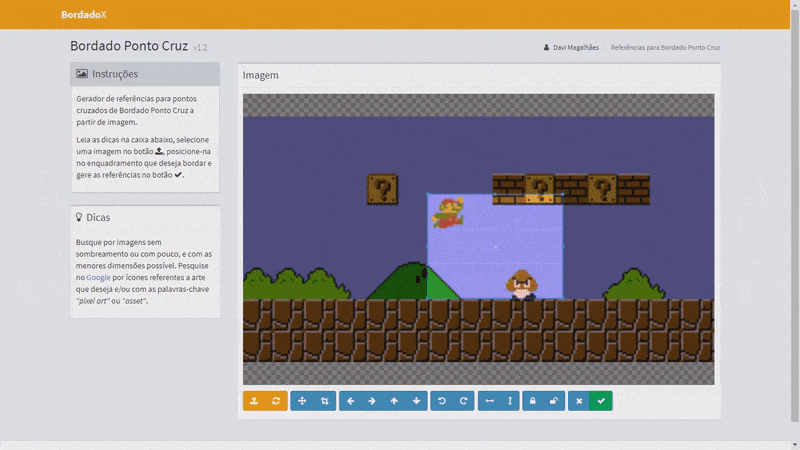 BordadoX
Bordado Ponto Cruz v1.2
Davi Magalhães - Referências para Bordado Ponto Cruz
Instruções
Gerador de referências para pontos
cruzados de Bordado Ponto Cruz a
partir de imagem.
Leia as dicas na caixa abaixo, selecione
uma imagem no botão , posicione-na
no enquadramento que deseja bordar e
gere as referências no botão .
Dicas
Busque por imagens sem
sombreamento ou com pouco, e com as
menores dimensões possível. Pesquise
no Google por ícones referentes a arte
que deseja e/ou com as palavras-chave
"pixel art" ou "asset".
Imagem
? ? ?